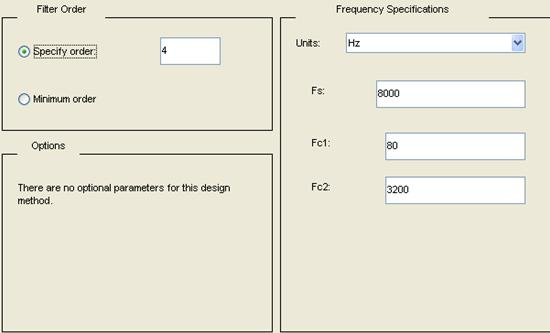 Filter Order
Specify order:
4
Minimum order
Options
There are no optional parameters for this design
method.
Frequency Specifications
Units:
Hz
Fs:
8000
Fc1:
80
Fc2:
3200